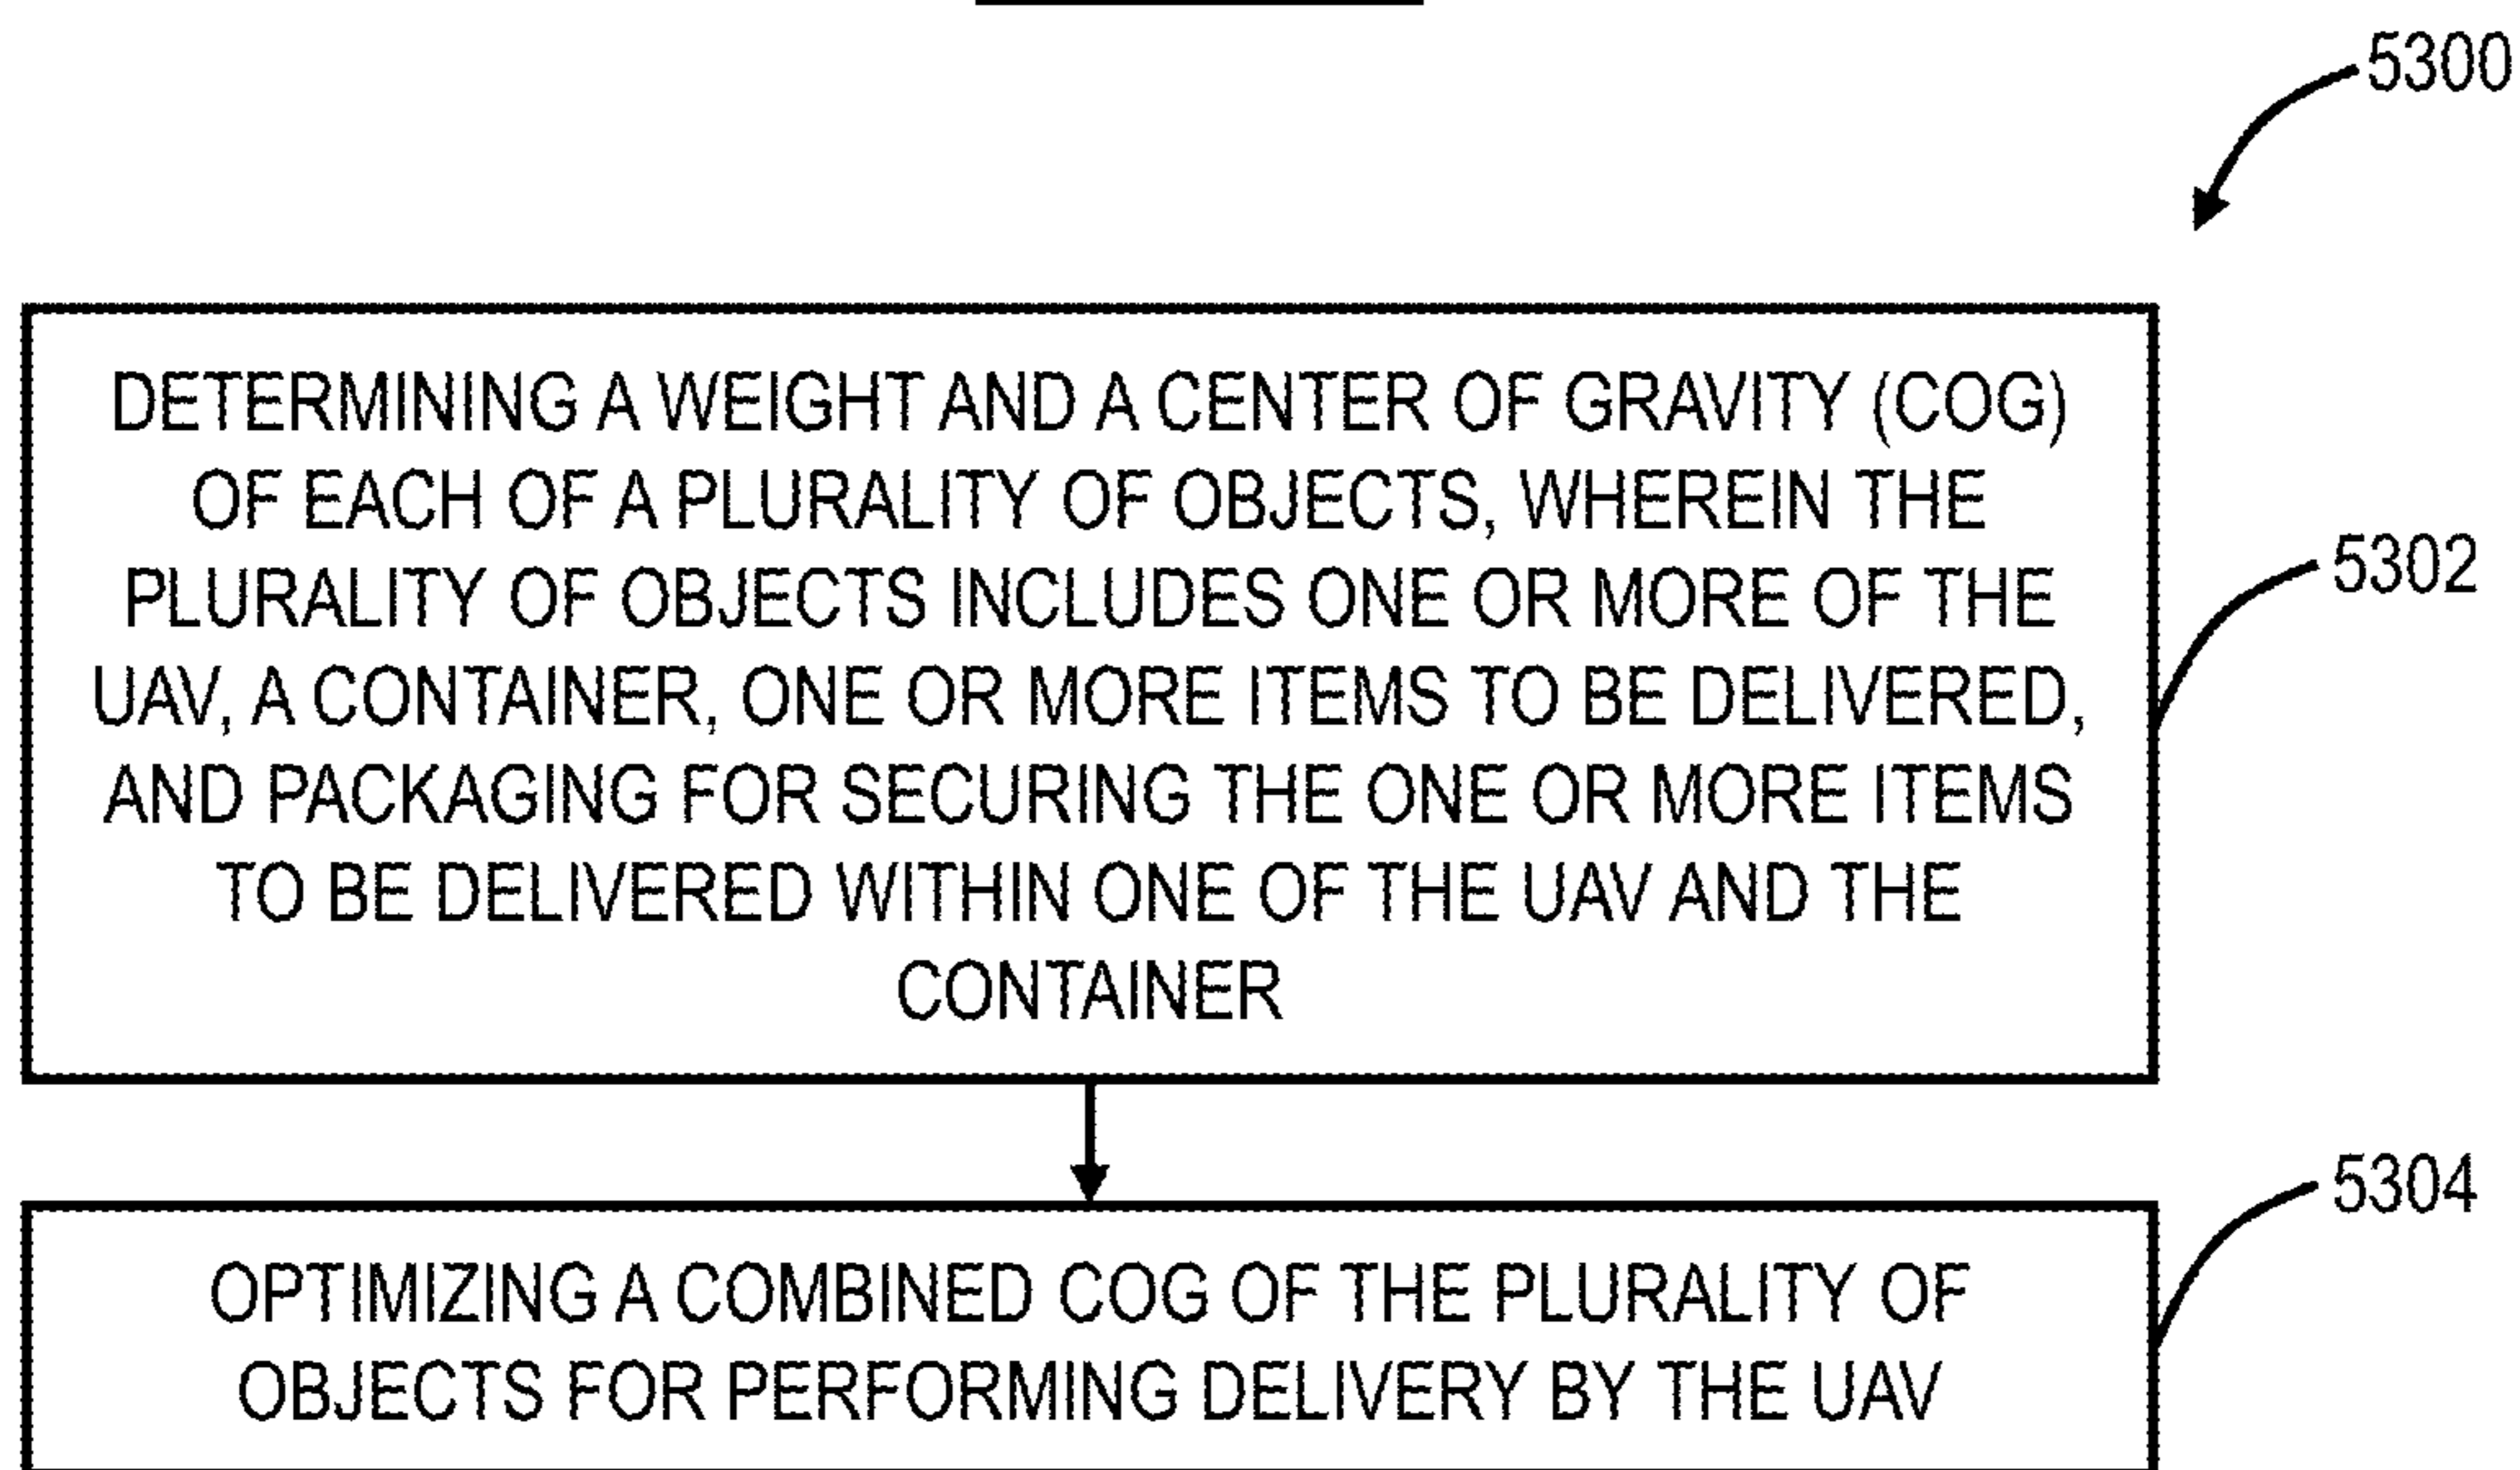 5300
DETERMINING A WEIGHT AND A CENTER OF GRAVITY (COG)
OF EACH OF A PLURALITY OF OBJECTS, WHEREIN THE
PLURALITY OF OBJECTS INCLUDES ONE OR MORE OF THE
UAV, A CONTAINER, ONE OR MORE ITEMS TO BE DELIVERED,
AND PACKAGING FOR SECURING THE ONE OR MORE ITEMS
TO BE DELIVERED WITHIN ONE OF THE UAV AND THE
CONTAINER
5302
OPTIMIZING A COMBINED COG OF THE PLURALITY OF
OBJECTS FOR PERFORMING DELIVERY BY THE UAV
5304